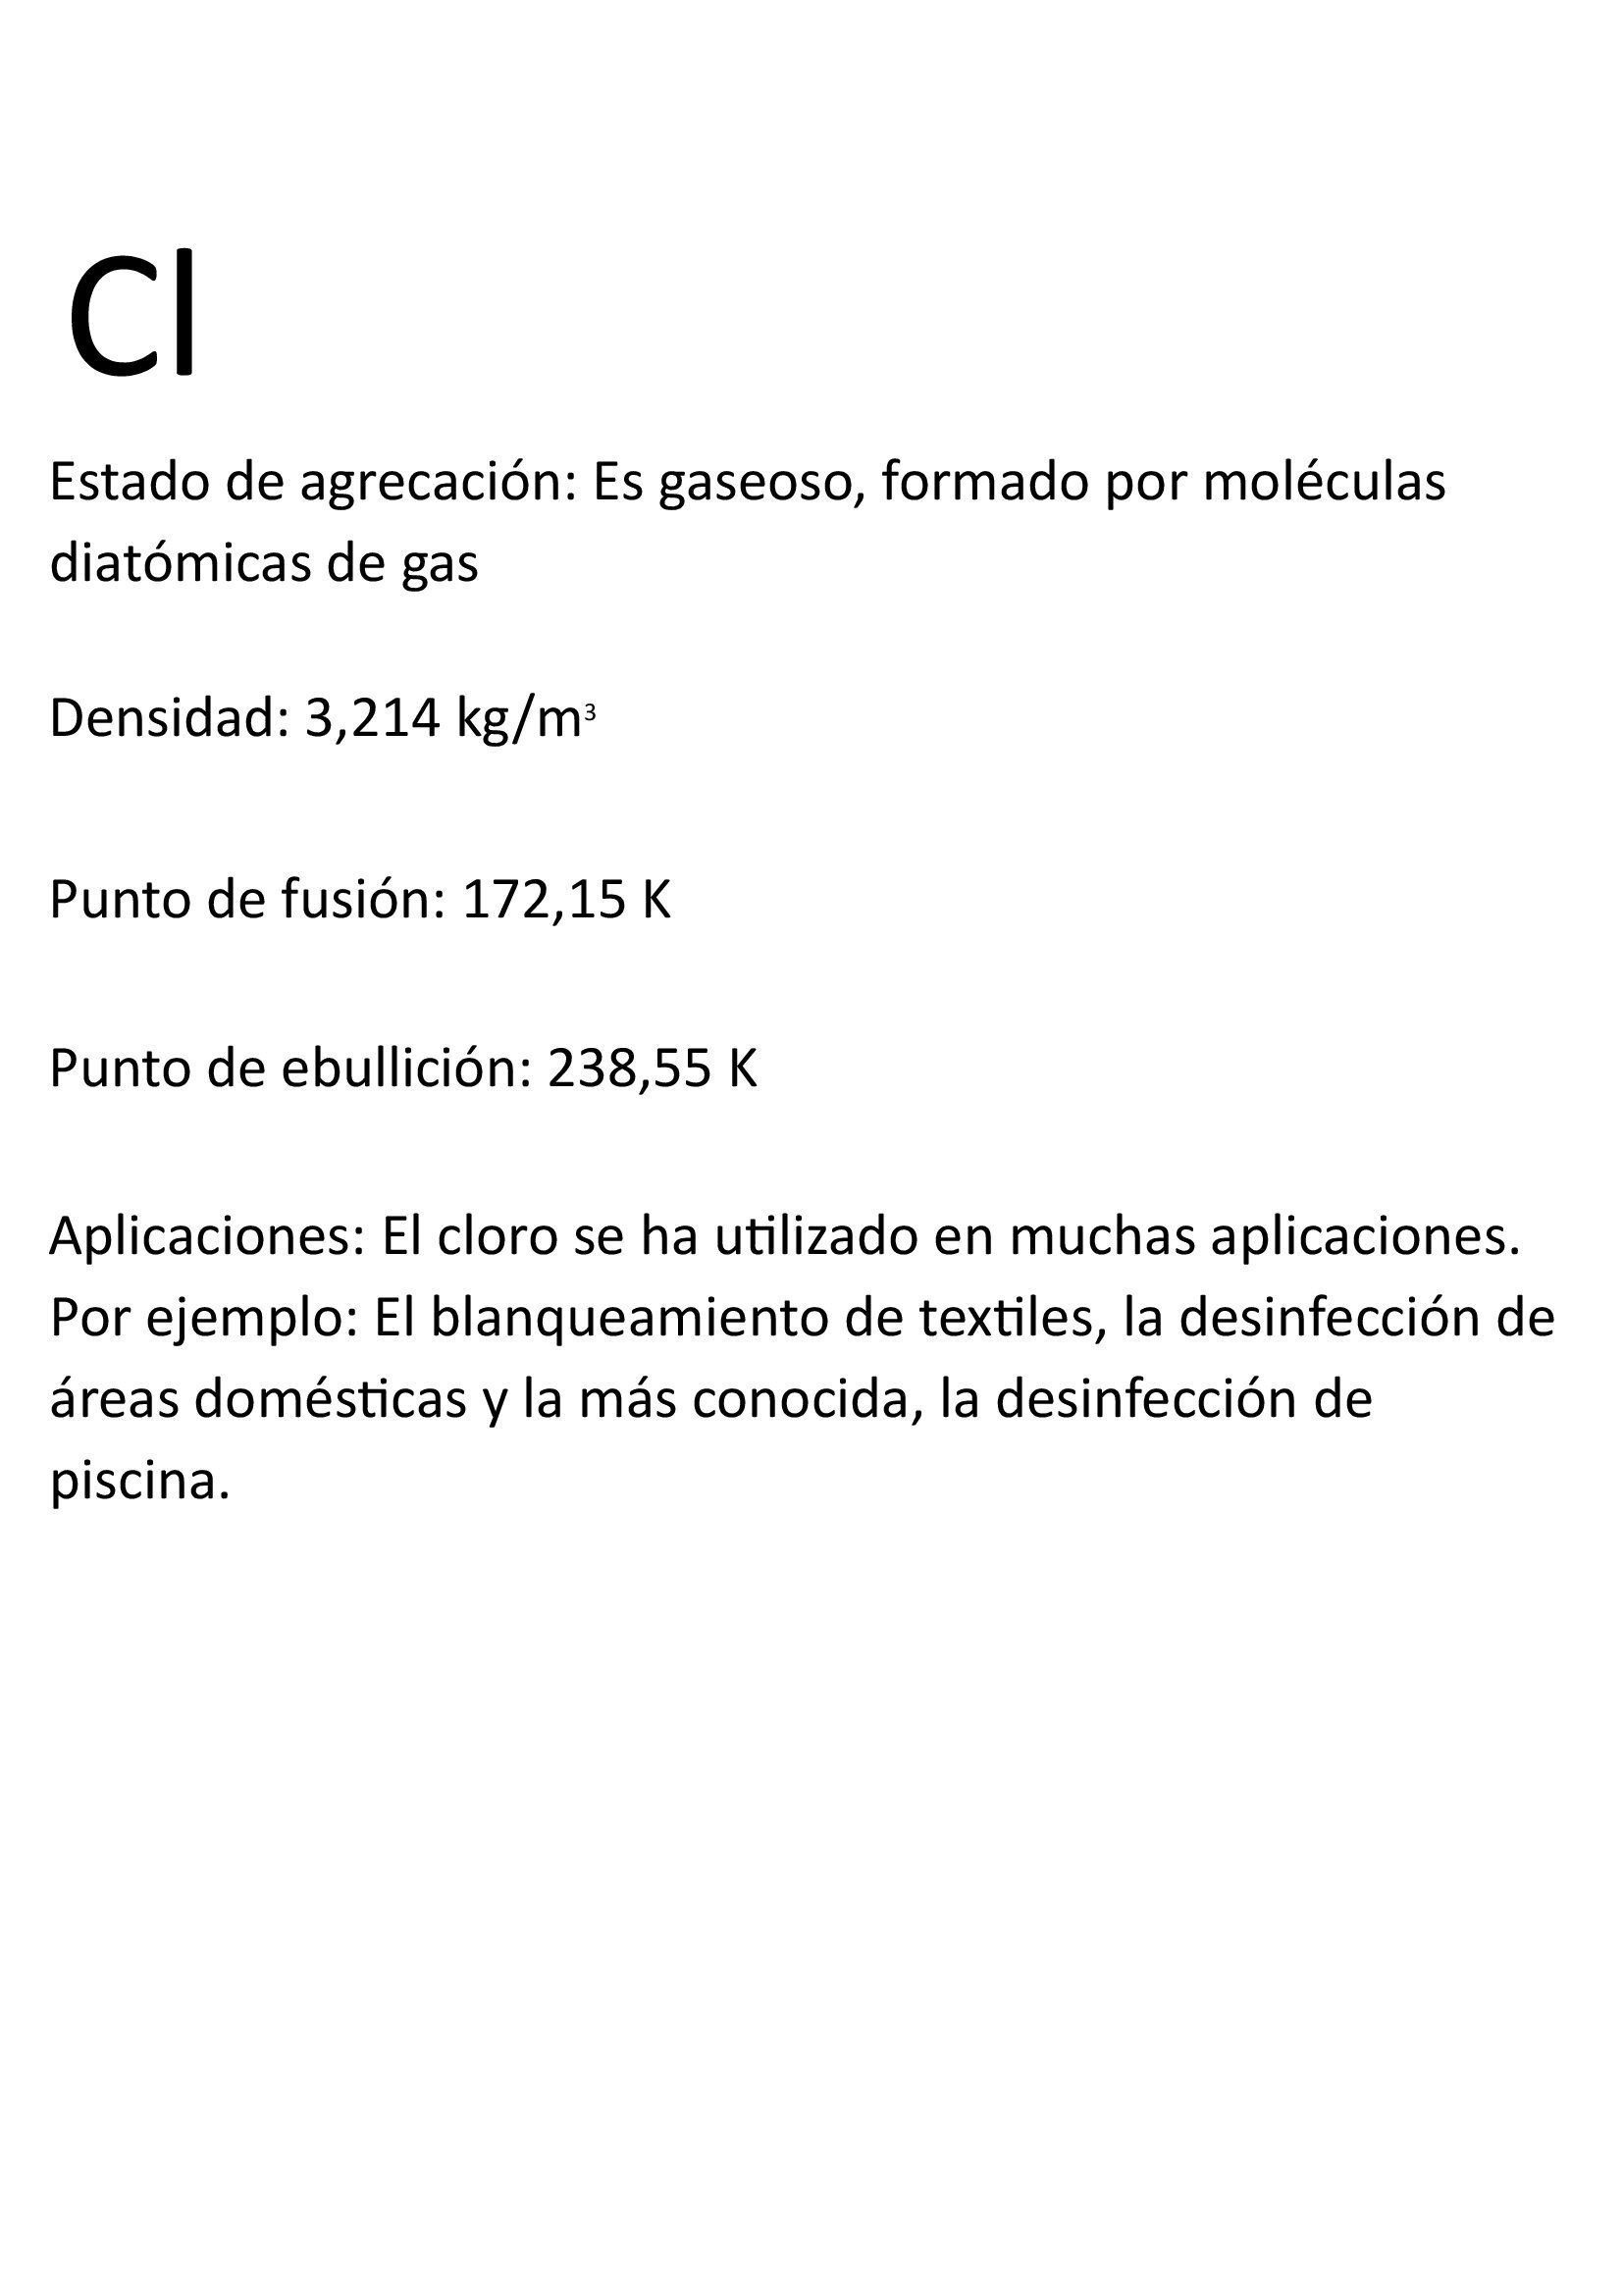 Cl
Estado de agrecación: Es gaseoso, formado por moléculas
diatómicas de gas
Densidad: 3,214 kg/m³
Punto de fusión: 172,15 K
Punto de ebullición: 238,55 K
Aplicaciones: El cloro se ha utilizado en muchas aplicaciones.
Por ejemplo: El blanqueamiento de textiles, la desinfección de
áreas domésticas y la más conocida, la desinfección de
piscina.